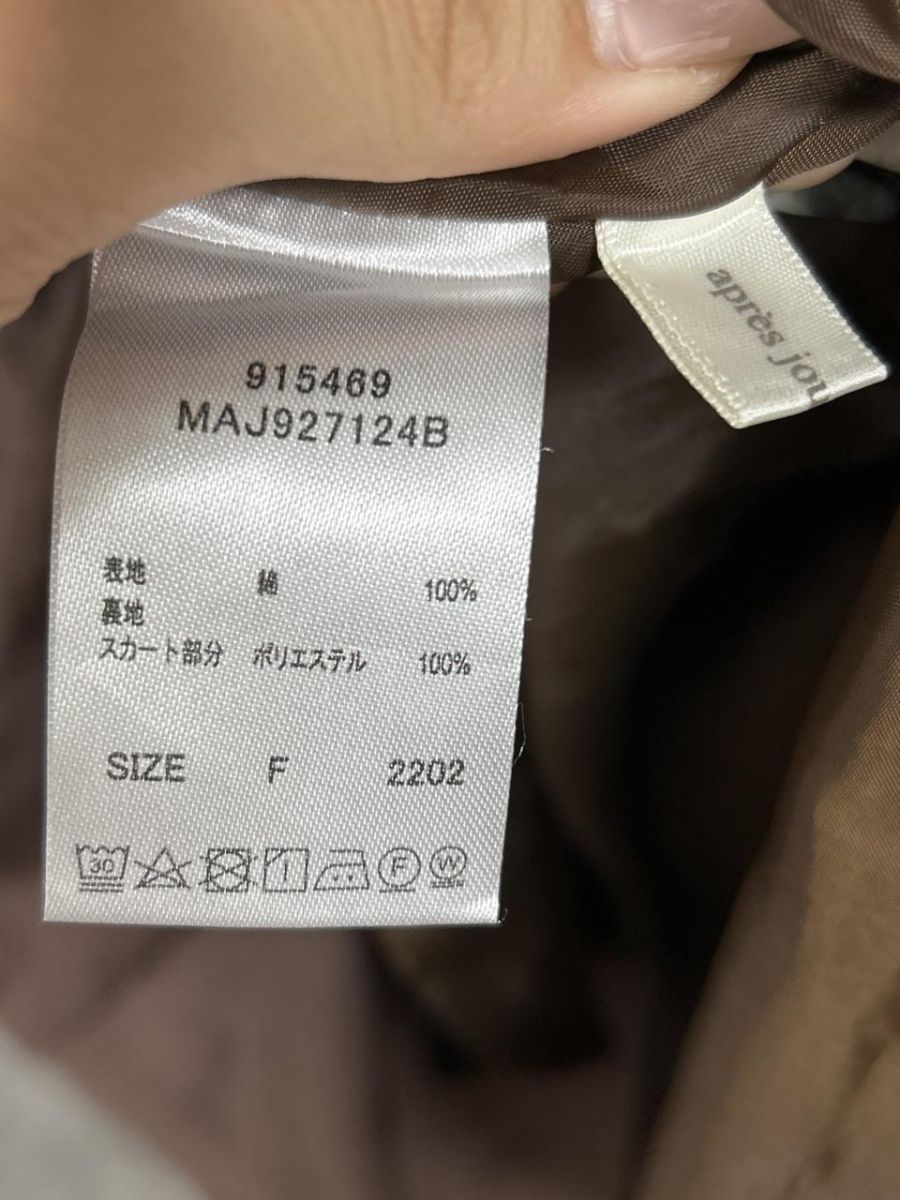 915469
MAJ927124B
表地 綿 100%
裏地
スカート部分 ポリエステル 100%
SIZE F 2202
30
F
W
après jou